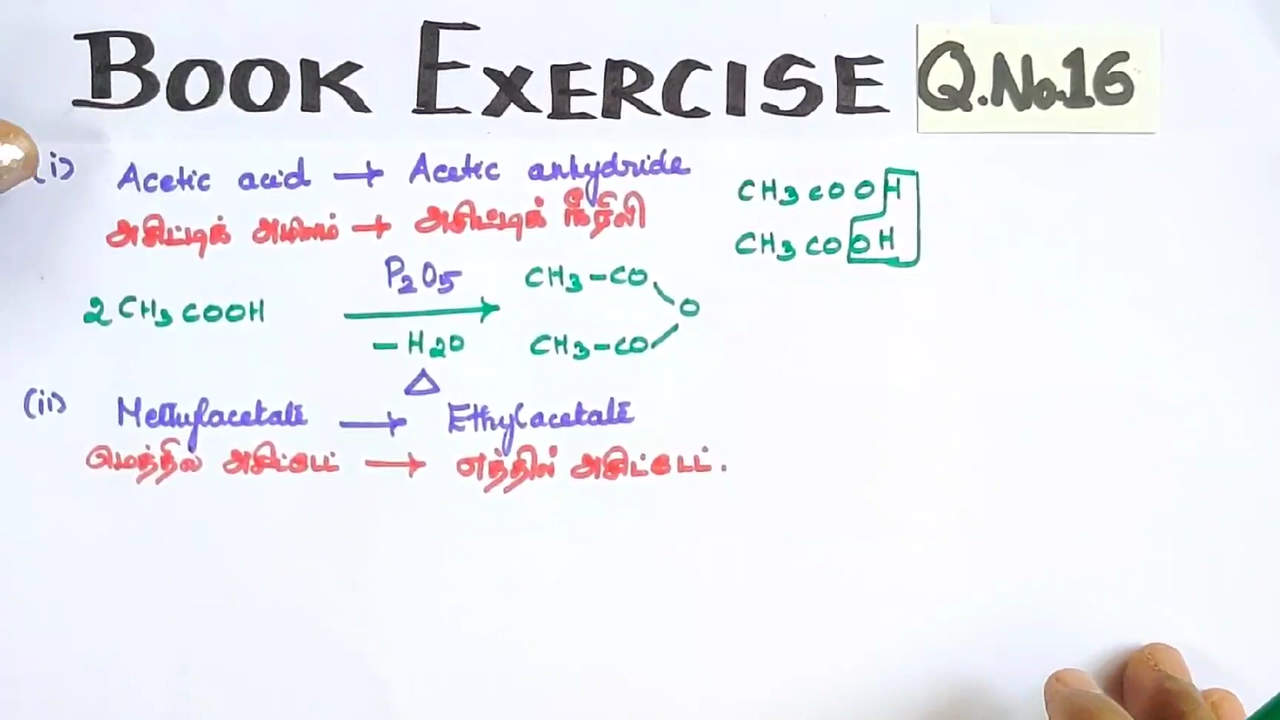 BOOK EXERCISE Q.No.16
(i) Acetic acid → Acetic anhydride
அசிட்டிக் அமிலம் → அசிட்டிக் நீரிலி
CH3COOH
CH3COOH
2CH3COOH P2O5 → -H2O Δ CH3-CO
O
CH3-CO
(ii) Methylacetate → Ethylacetate
மெத்தில் அசிட்டேட் → எத்தில் அசிட்டேட்.